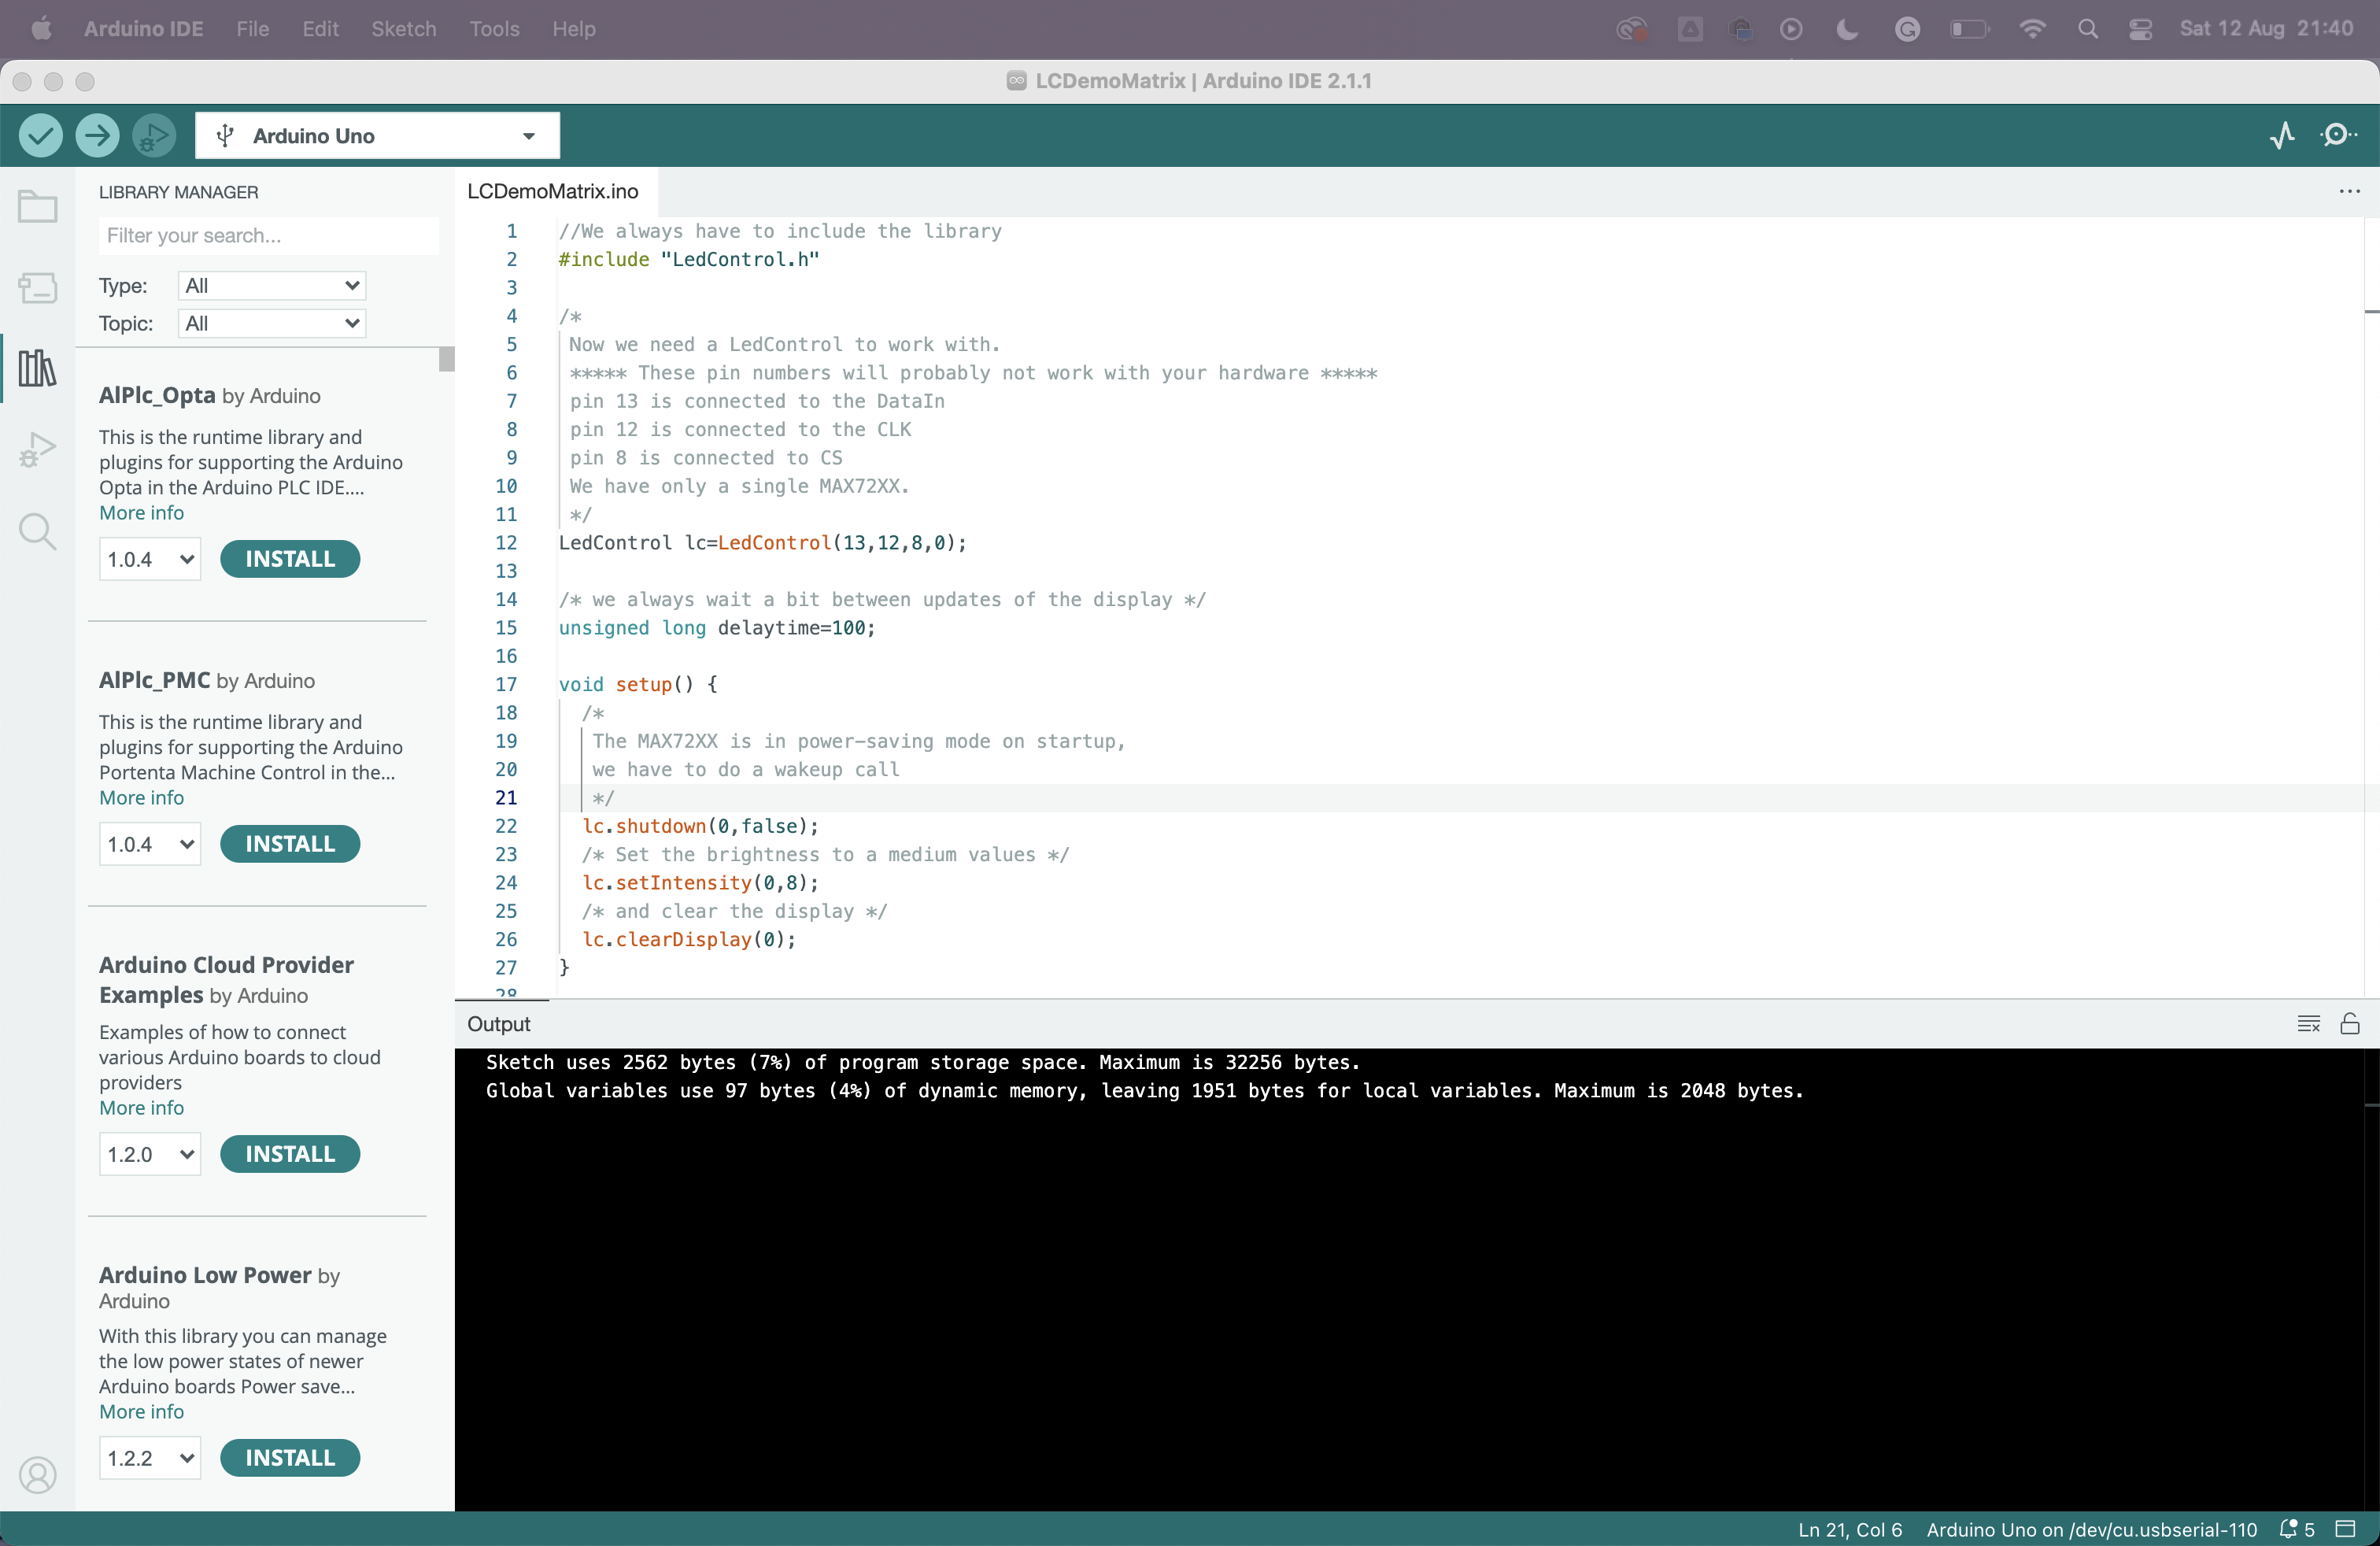 Arduino IDE File Edit Sketch Tools Help Sat 12 Aug 21:40
LCDemoMatrix | Arduino IDE 2.1.1
Arduino Uno
LIBRARY MANAGER
Filter your search...
Type: All
Topic: All
AlPlc_Opta by Arduino
This is the runtime library and
plugins for supporting the Arduino
Opta in the Arduino PLC IDE....
More info
1.0.4 INSTALL
AlPlc_PMC by Arduino
This is the runtime library and
plugins for supporting the Arduino
Portenta Machine Control in the...
More info
1.0.4 INSTALL
Arduino Cloud Provider
Examples by Arduino
Examples of how to connect
various Arduino boards to cloud
providers
More info
1.2.0 INSTALL
Arduino Low Power by
Arduino
With this library you can manage
the low power states of newer
Arduino boards Power save...
More info
1.2.2 INSTALL
LCDemoMatrix.ino
1 //We always have to include the library
2 #include "LedControl.h"
3
4 /*
5 Now we need a LedControl to work with.
6 ***** These pin numbers will probably not work with your hardware *****
7 pin 13 is connected to the DataIn
8 pin 12 is connected to the CLK
9 pin 8 is connected to CS
10 We have only a single MAX72XX.
11 */
12 LedControl lc=LedControl(13,12,8,0);
13
14 /* we always wait a bit between updates of the display */
15 unsigned long delaytime=100;
16
17 void setup() {
18 /*
19 The MAX72XX is in power-saving mode on startup,
20 we have to do a wakeup call
21 */
22 lc.shutdown(0,false);
23 /* Set the brightness to a medium values */
24 lc.setIntensity(0,8);
25 /* and clear the display */
26 lc.clearDisplay(0);
27 }
28
Output
Sketch uses 2562 bytes (7%) of program storage space. Maximum is 32256 bytes.
Global variables use 97 bytes (4%) of dynamic memory, leaving 1951 bytes for local variables. Maximum is 2048 bytes.
Ln 21, Col 6 Arduino Uno on /dev/cu.usbserial-110 5